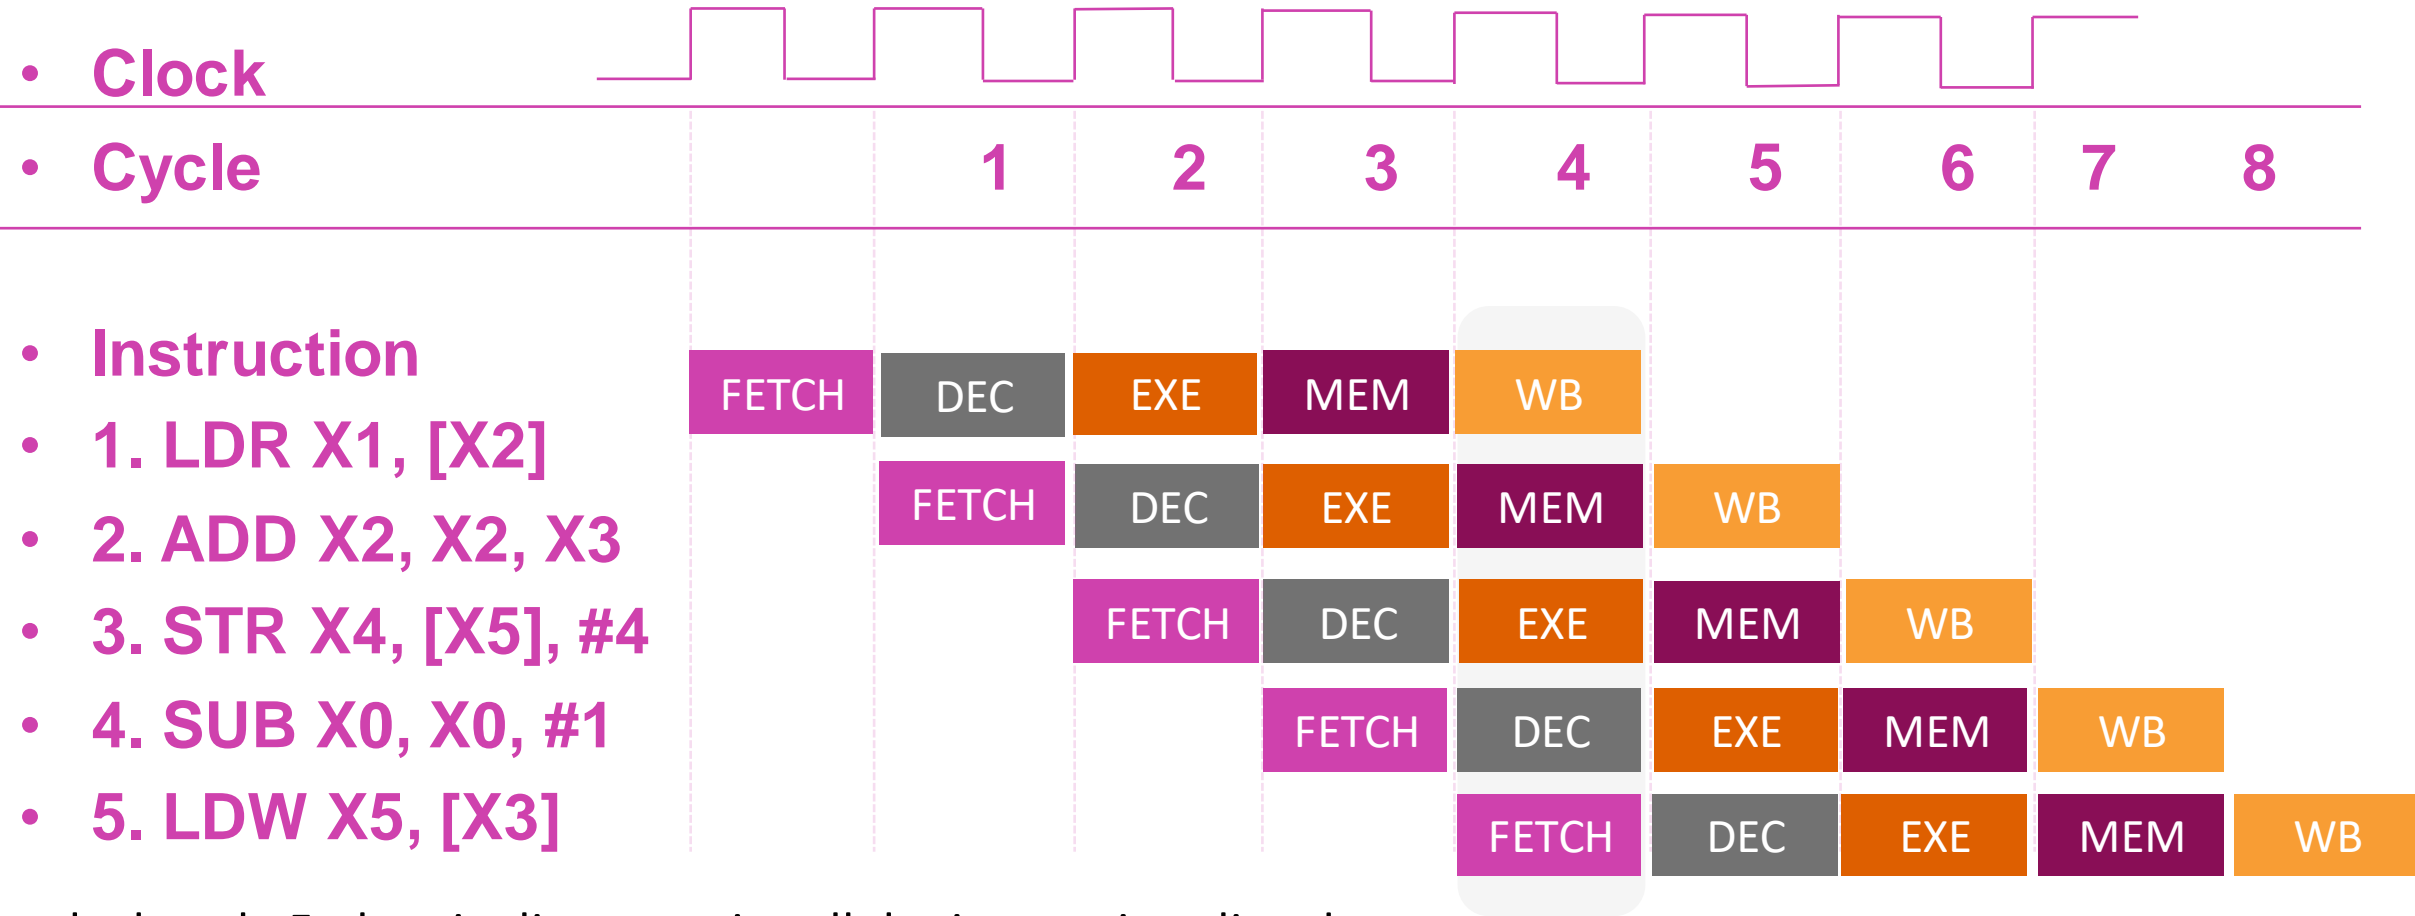 • Clock
• Cycle 1 2 3 4 5 6 7 8
• Instruction
FETCH DEC EXE MEM WB
• 1. LDR X1, [X2]
FETCH DEC EXE MEM WB
• 2. ADD X2, X2, X3
FETCH DEC EXE MEM WB
• 3. STR X4, [X5], #4
FETCH DEC EXE MEM WB
• 4. SUB X0, X0, #1
• 5. LDW X5, [X3]
FETCH DEC EXE MEM WB